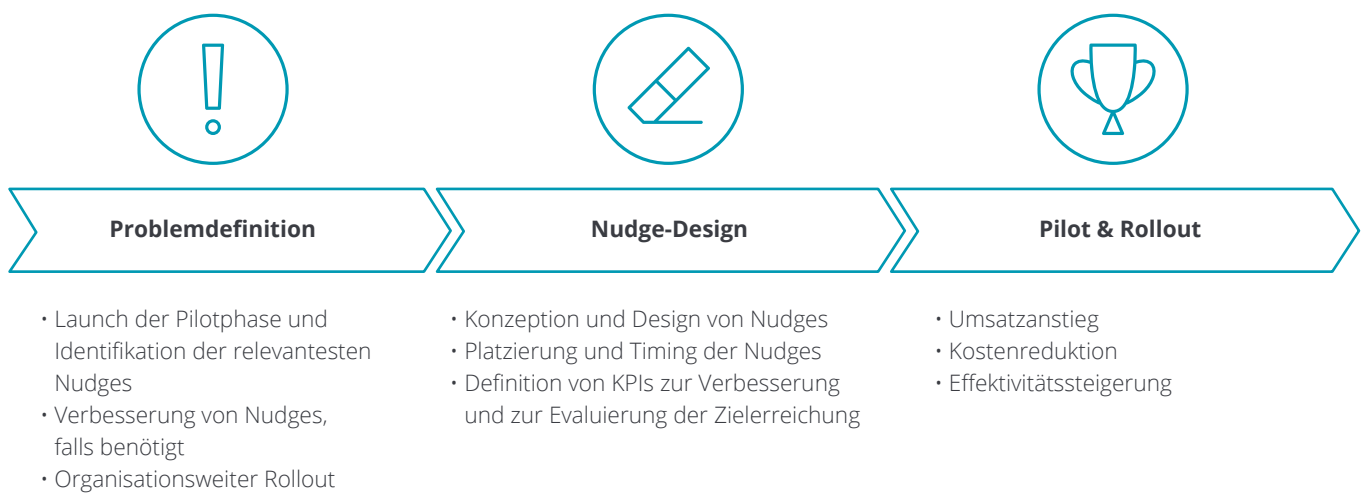 Problemdefinition
Nudge-Design
Pilot & Rollout
• Launch der Pilotphase und
Identifikation der relevantesten
Nudges
• Verbesserung von Nudges,
falls benötigt
• Organisationsweiter Rollout
• Konzeption und Design von Nudges
• Platzierung und Timing der Nudges
• Definition von KPIs zur Verbesserung
und zur Evaluierung der Zielerreichung
• Umsatzanstieg
• Kostenreduktion
• Effektivitätssteigerung